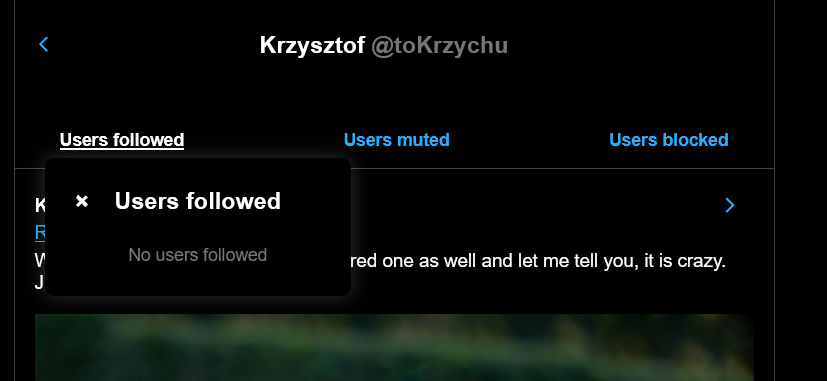 Krzysztof @toKrzychu
Users followed Users muted Users blocked
× Users followed
No users followed
K
R
W red one as well and let me tell you, it is crazy.
J